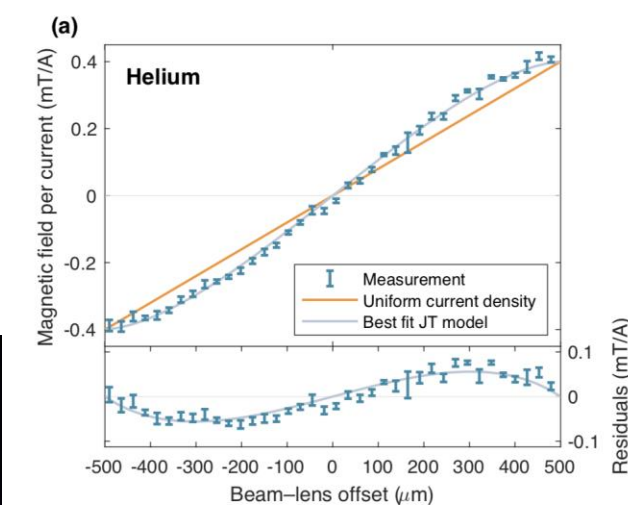 (a)
Helium
Magnetic field per current (mT/A)
0.4
0.2
0
-0.2
-0.4
Measurement
Uniform current density
Best fit JT model
Residuals (mT/A)
0.1
0
-0.1
-500 -400 -300 -200 -100 0 100 200 300 400 500
Beam–lens offset (μm)